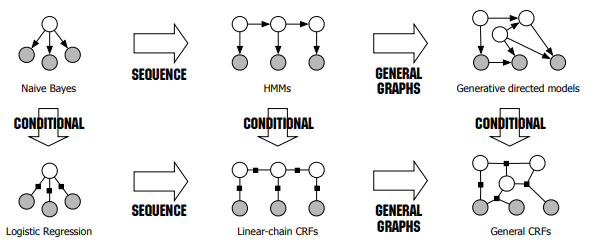 Naive Bayes
SEQUENCE
HMMs
GENERAL
GRAPHS
Generative directed models
CONDITIONAL
CONDITIONAL
CONDITIONAL
Logistic Regression
SEQUENCE
Linear-chain CRFs
GENERAL
GRAPHS
General CRFs